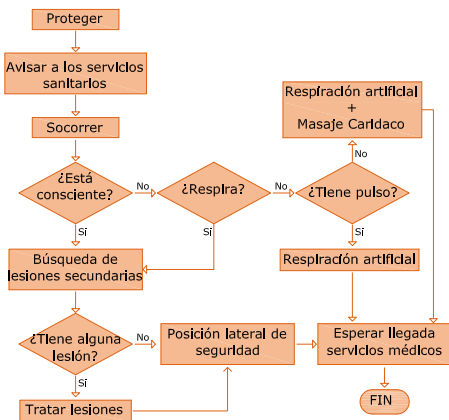 Proteger
Avisar a los servicios
sanitarios
Socorrer
¿Está
consciente?
No
¿Respira?
No
¿Tiene pulso?
No
Respiración artificial
+
Masaje Caridaco
Sí
Sí
Sí
Búsqueda de
lesiones secundarias
Respiración artificial
¿Tiene alguna
lesión?
No
Posición lateral de
seguridad
Esperar llegada
servicios médicos
Sí
Tratar lesiones
FIN